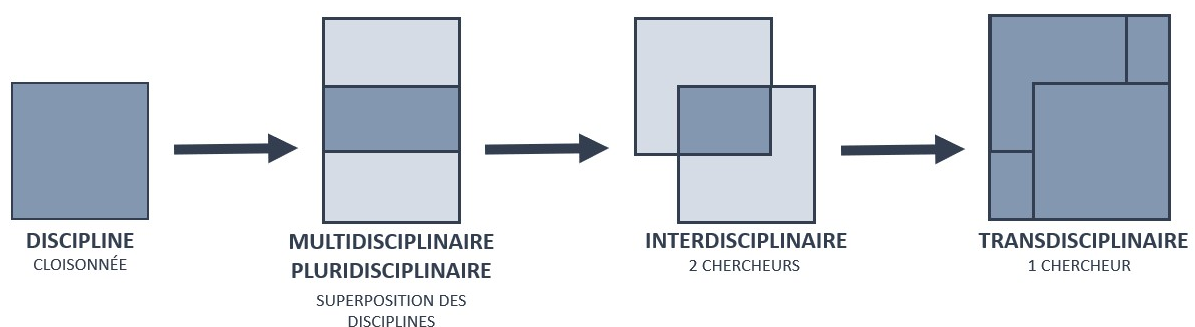 DISCIPLINE
CLOISONNÉE
MULTIDISCIPLINAIRE
PLURIDISCIPLINAIRE
SUPERPOSITION DES
DISCIPLINES
INTERDISCIPLINAIRE
2 CHERCHEURS
TRANSDISCIPLINAIRE
1 CHERCHEUR